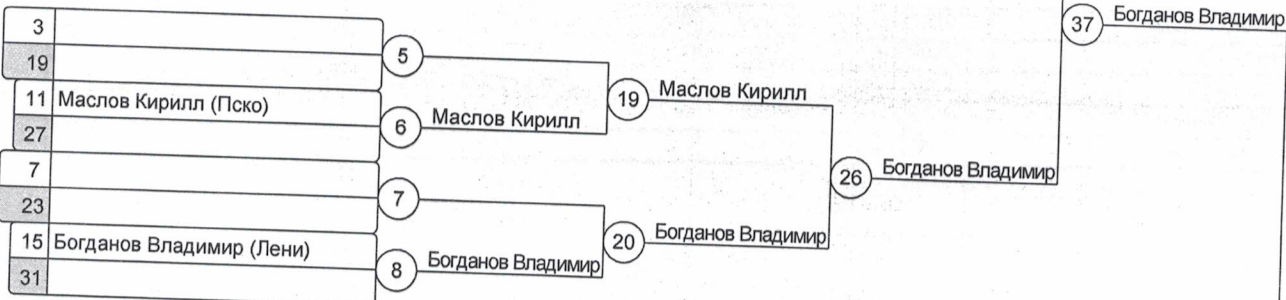 37 Богданов Владимир
3
5
19
19 Маслов Кирилл
11 Маслов Кирилл (Пско)
6 Маслов Кирилл
27
26 Богданов Владимир
7
7
23
20 Богданов Владимир
15 Богданов Владимир (Лени)
8 Богданов Владимир
31